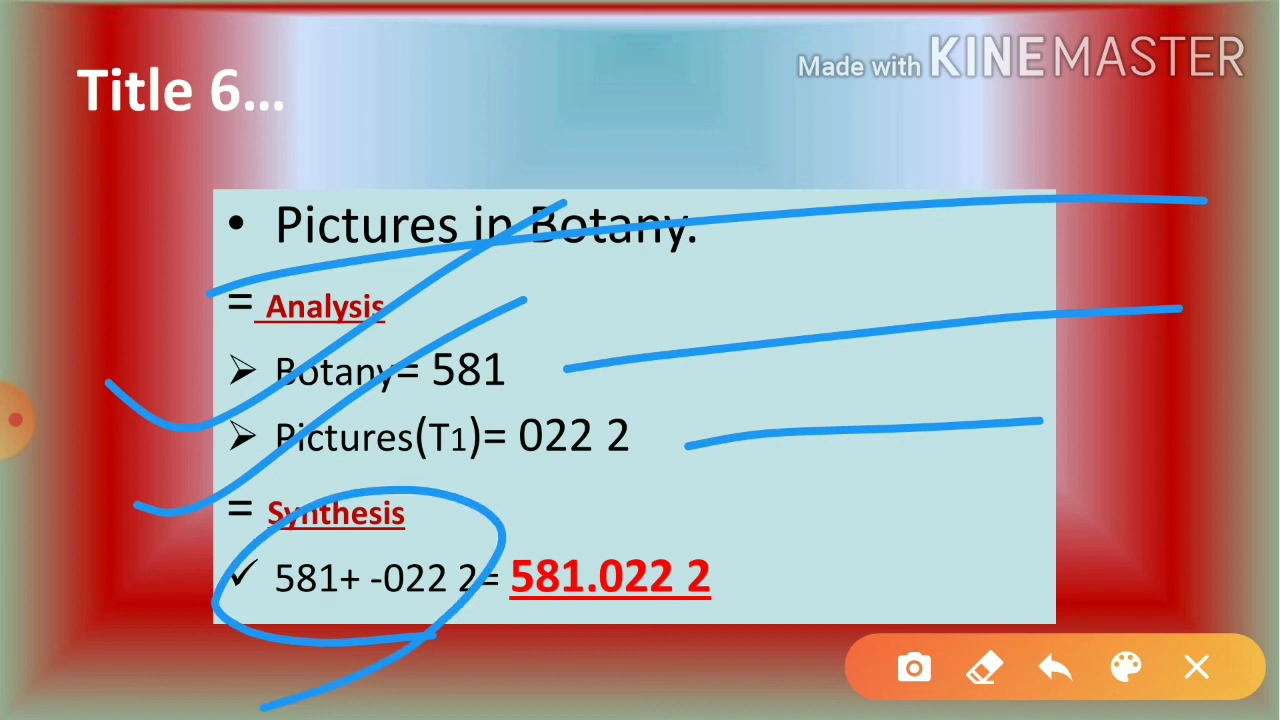 Made with KINEMASTER
Title 6...
• Pictures in Botany.
= Analysis
➢ Botany= 581
➢ Pictures(T1)= 022 2
= Synthesis
✓ 581+ -022 2= 581.022 2